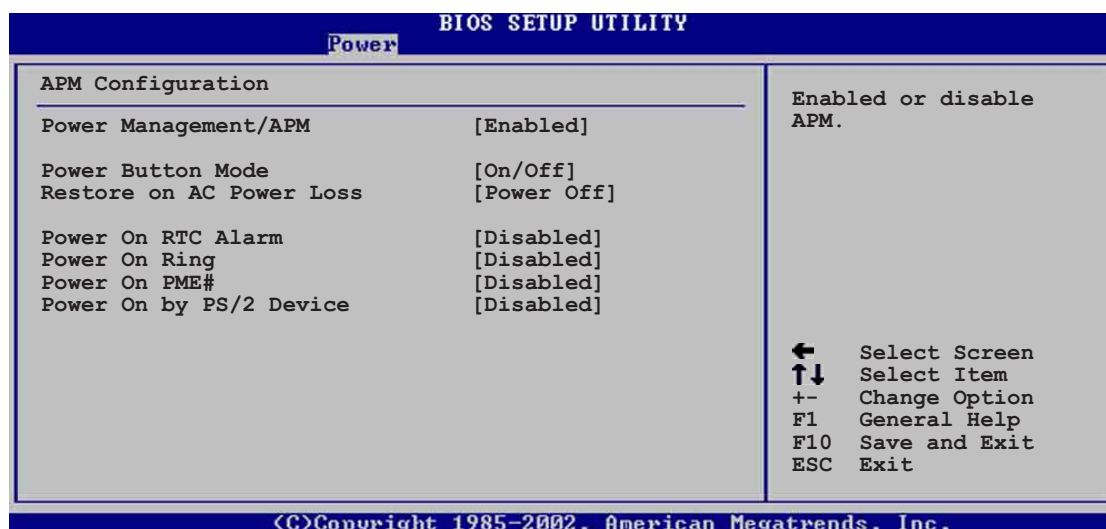 BIOS SETUP UTILITY
Power
APM Configuration
Power Management/APM [Enabled]
Power Button Mode [On/Off]
Restore on AC Power Loss [Power Off]
Power On RTC Alarm [Disabled]
Power On Ring [Disabled]
Power On PME# [Disabled]
Power On by PS/2 Device [Disabled]
Enabled or disable
APM.
← Select Screen
↑↓ Select Item
+- Change Option
F1 General Help
F10 Save and Exit
ESC Exit
(C)Copyright 1985-2002, American Megatrends, Inc.